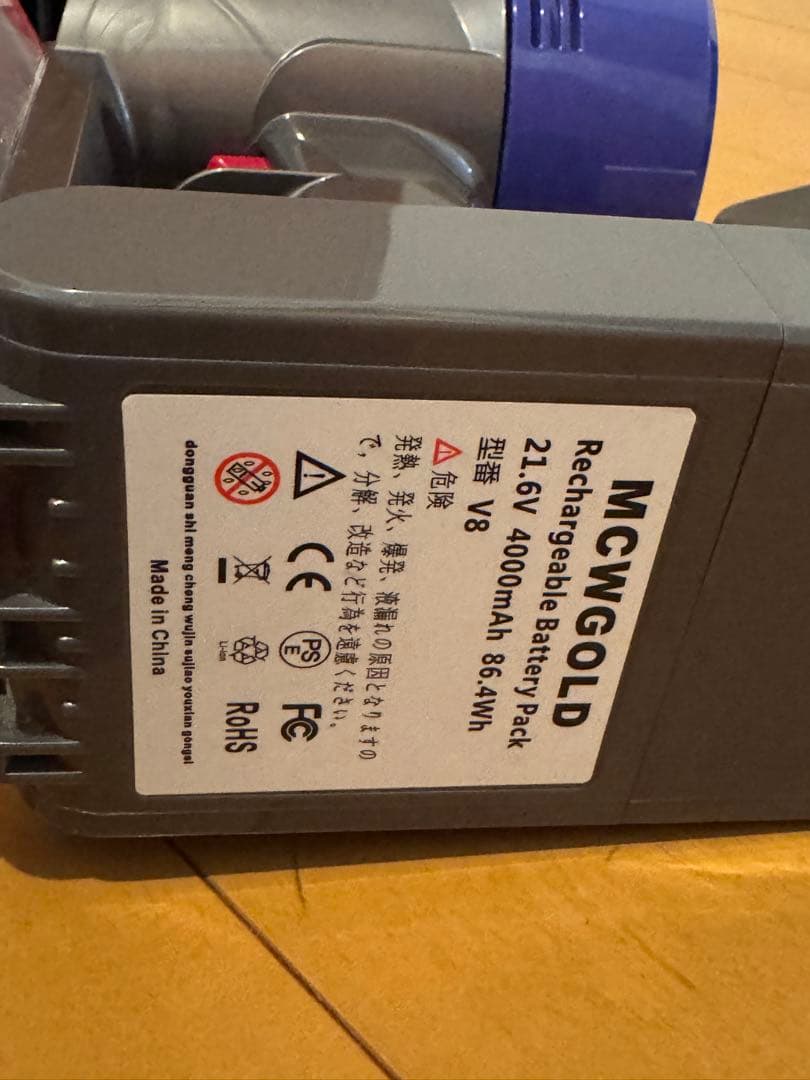 MCWGOLD
Rechargeable Battery Pack
21.6V 4000mAh 86.4Wh
型番 V8
危険
発熱、発火、爆発、液漏れの原因となりますの
で、分解、改造など行為を遠慮ください。
CE PSE FC
Li-ion RoHS
dongguan shi meng cheng wujin sujiao youxian gongsi
Made in China